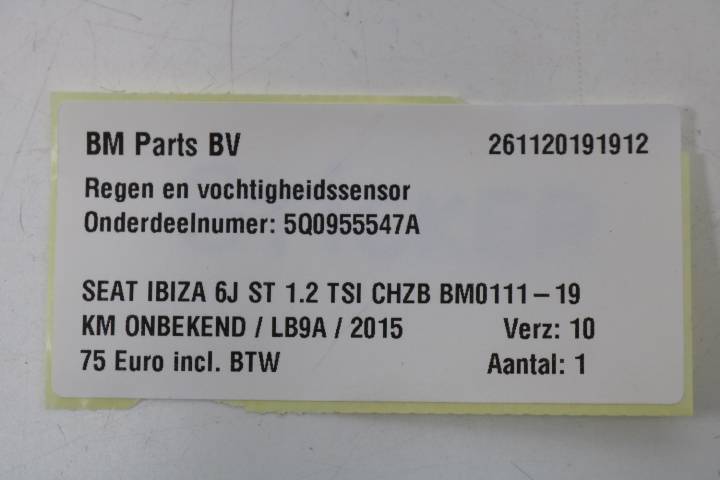 BM Parts BV 261120191912
Regen en vochtigheidssensor
Onderdeelnumer: 5Q0955547A
SEAT IBIZA 6J ST 1.2 TSI CHZB BM0111-19
KM ONBEKEND / LB9A / 2015 Verz: 10
75 Euro incl. BTW Aantal: 1